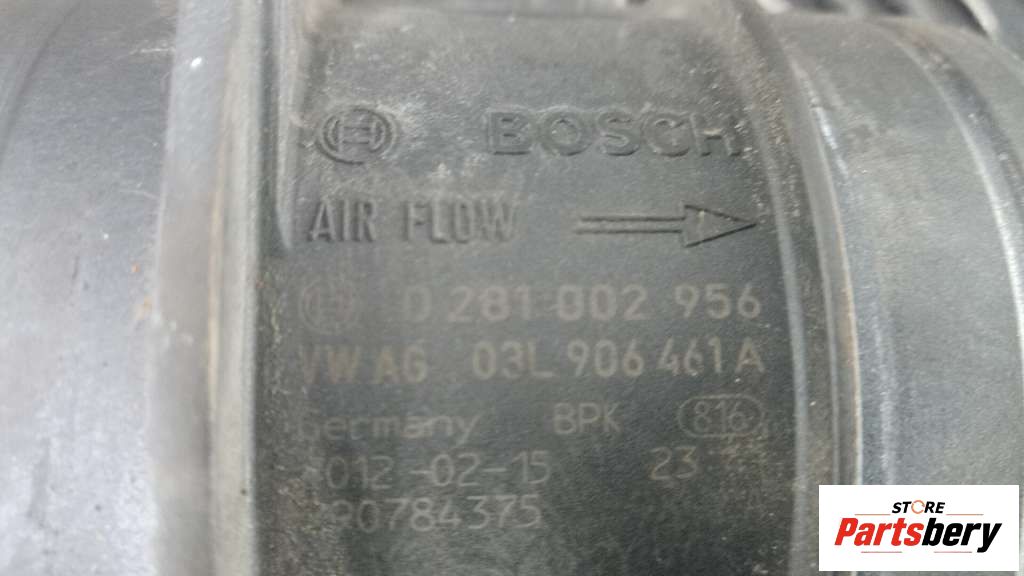 BOSCH
AIR FLOW
0 281 002 956
VW AG 03L 906 461 A
Germany BPK 816
2012-02-15 23
STORE
Partsbery